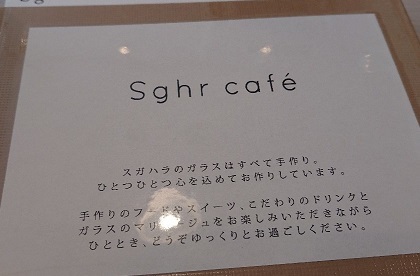 Sghr café
スガハラのガラスはすべて手作り。
ひとつひとつ心を込めてお作りしています。
手作りのフードやスイーツ、こだわりのドリンクと
ガラスのマリアージュをお楽しみいただきながら
ひととき、どうぞゆっくりとお過ごしください。